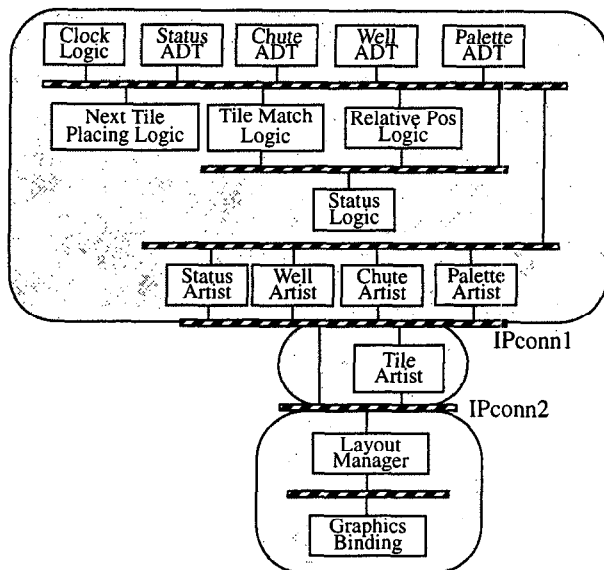 Clock Status Chute Well Palette
Logic ADT ADT ADT ADT
Next Tile Tile Match Relative Pos
Placing Logic Logic Logic
Status
Logic
Status Well Chute Palette
Artist Artist Artist Artist
IPconn1
Tile
Artist
IPconn2
Layout
Manager
Graphics
Binding